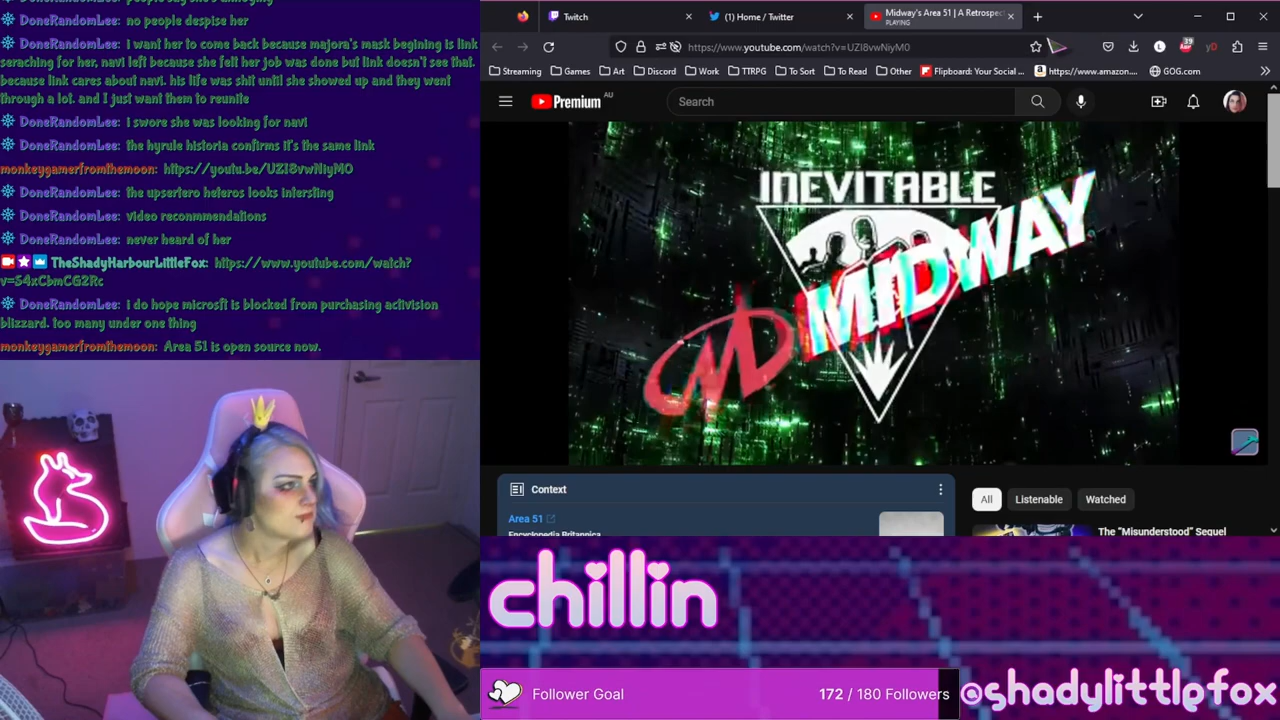 DoneRandomLee: no people despise her
DoneRandomLee: i want her to come back because majora's mask begining is link
seraching for her, navi left because she felt her job was done but link doesn't see that.
because link cares about navi. his life was shit until she showed up and they went
through a lot. and I just want them to reunite
DoneRandomLee: i swore she was looking for navi
DoneRandomLee: the hyrule historia confirms it's the same link
monkeygamerfromthemoon: https://youtu.be/UZI8vwNiyM0
DoneRandomLee: the upsertero heteros looks intersting
DoneRandomLee: video reconmmendations
DoneRandomLee: never heard of her
TheShadyHarbourLittleFox: https://www.youtube.com/watch?
v=S4xCbmCG2Rc
DoneRandomLee: i do hope microsfti is blocked from purchasing activision
blizzard. too many under one thing
monkeygamerfromthemoon: Area 51 is open source now.
Twitch
(1) Home / Twitter
Midway's Area 51 | A Retrospec
PLAYING
https://www.youtube.com/watch?v=UZI8vwNiyM0
39
Streaming
Games
Art
Discord
Work
TTRPG
To Sort
To Read
Other
Flipboard: Your Social ...
https://www.amazon....
GOG.com
Premium AU
Search
INEVITABLE
MIDWAY
Context
Area 51
Encyclopedia Britannica
All
Listenable
Watched
The "Misunderstood" Sequel
chillin
Follower Goal
172 / 180 Followers
@shadylittlefox